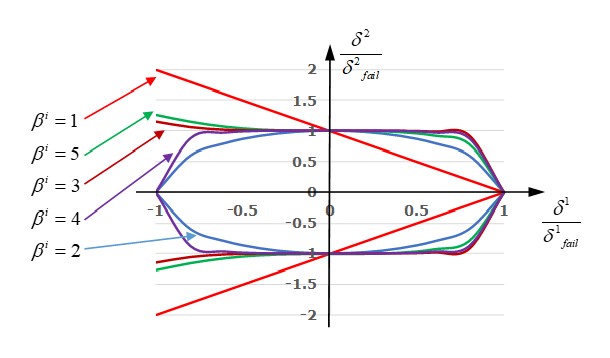 δ²
δ²fail
2
1.5
1
0.5
0
-0.5
-1
-1.5
-2
-1
-0.5
0
0.5
1
δ¹
δ¹fail
βⁱ = 1
βⁱ = 5
βⁱ = 3
βⁱ = 4
βⁱ = 2